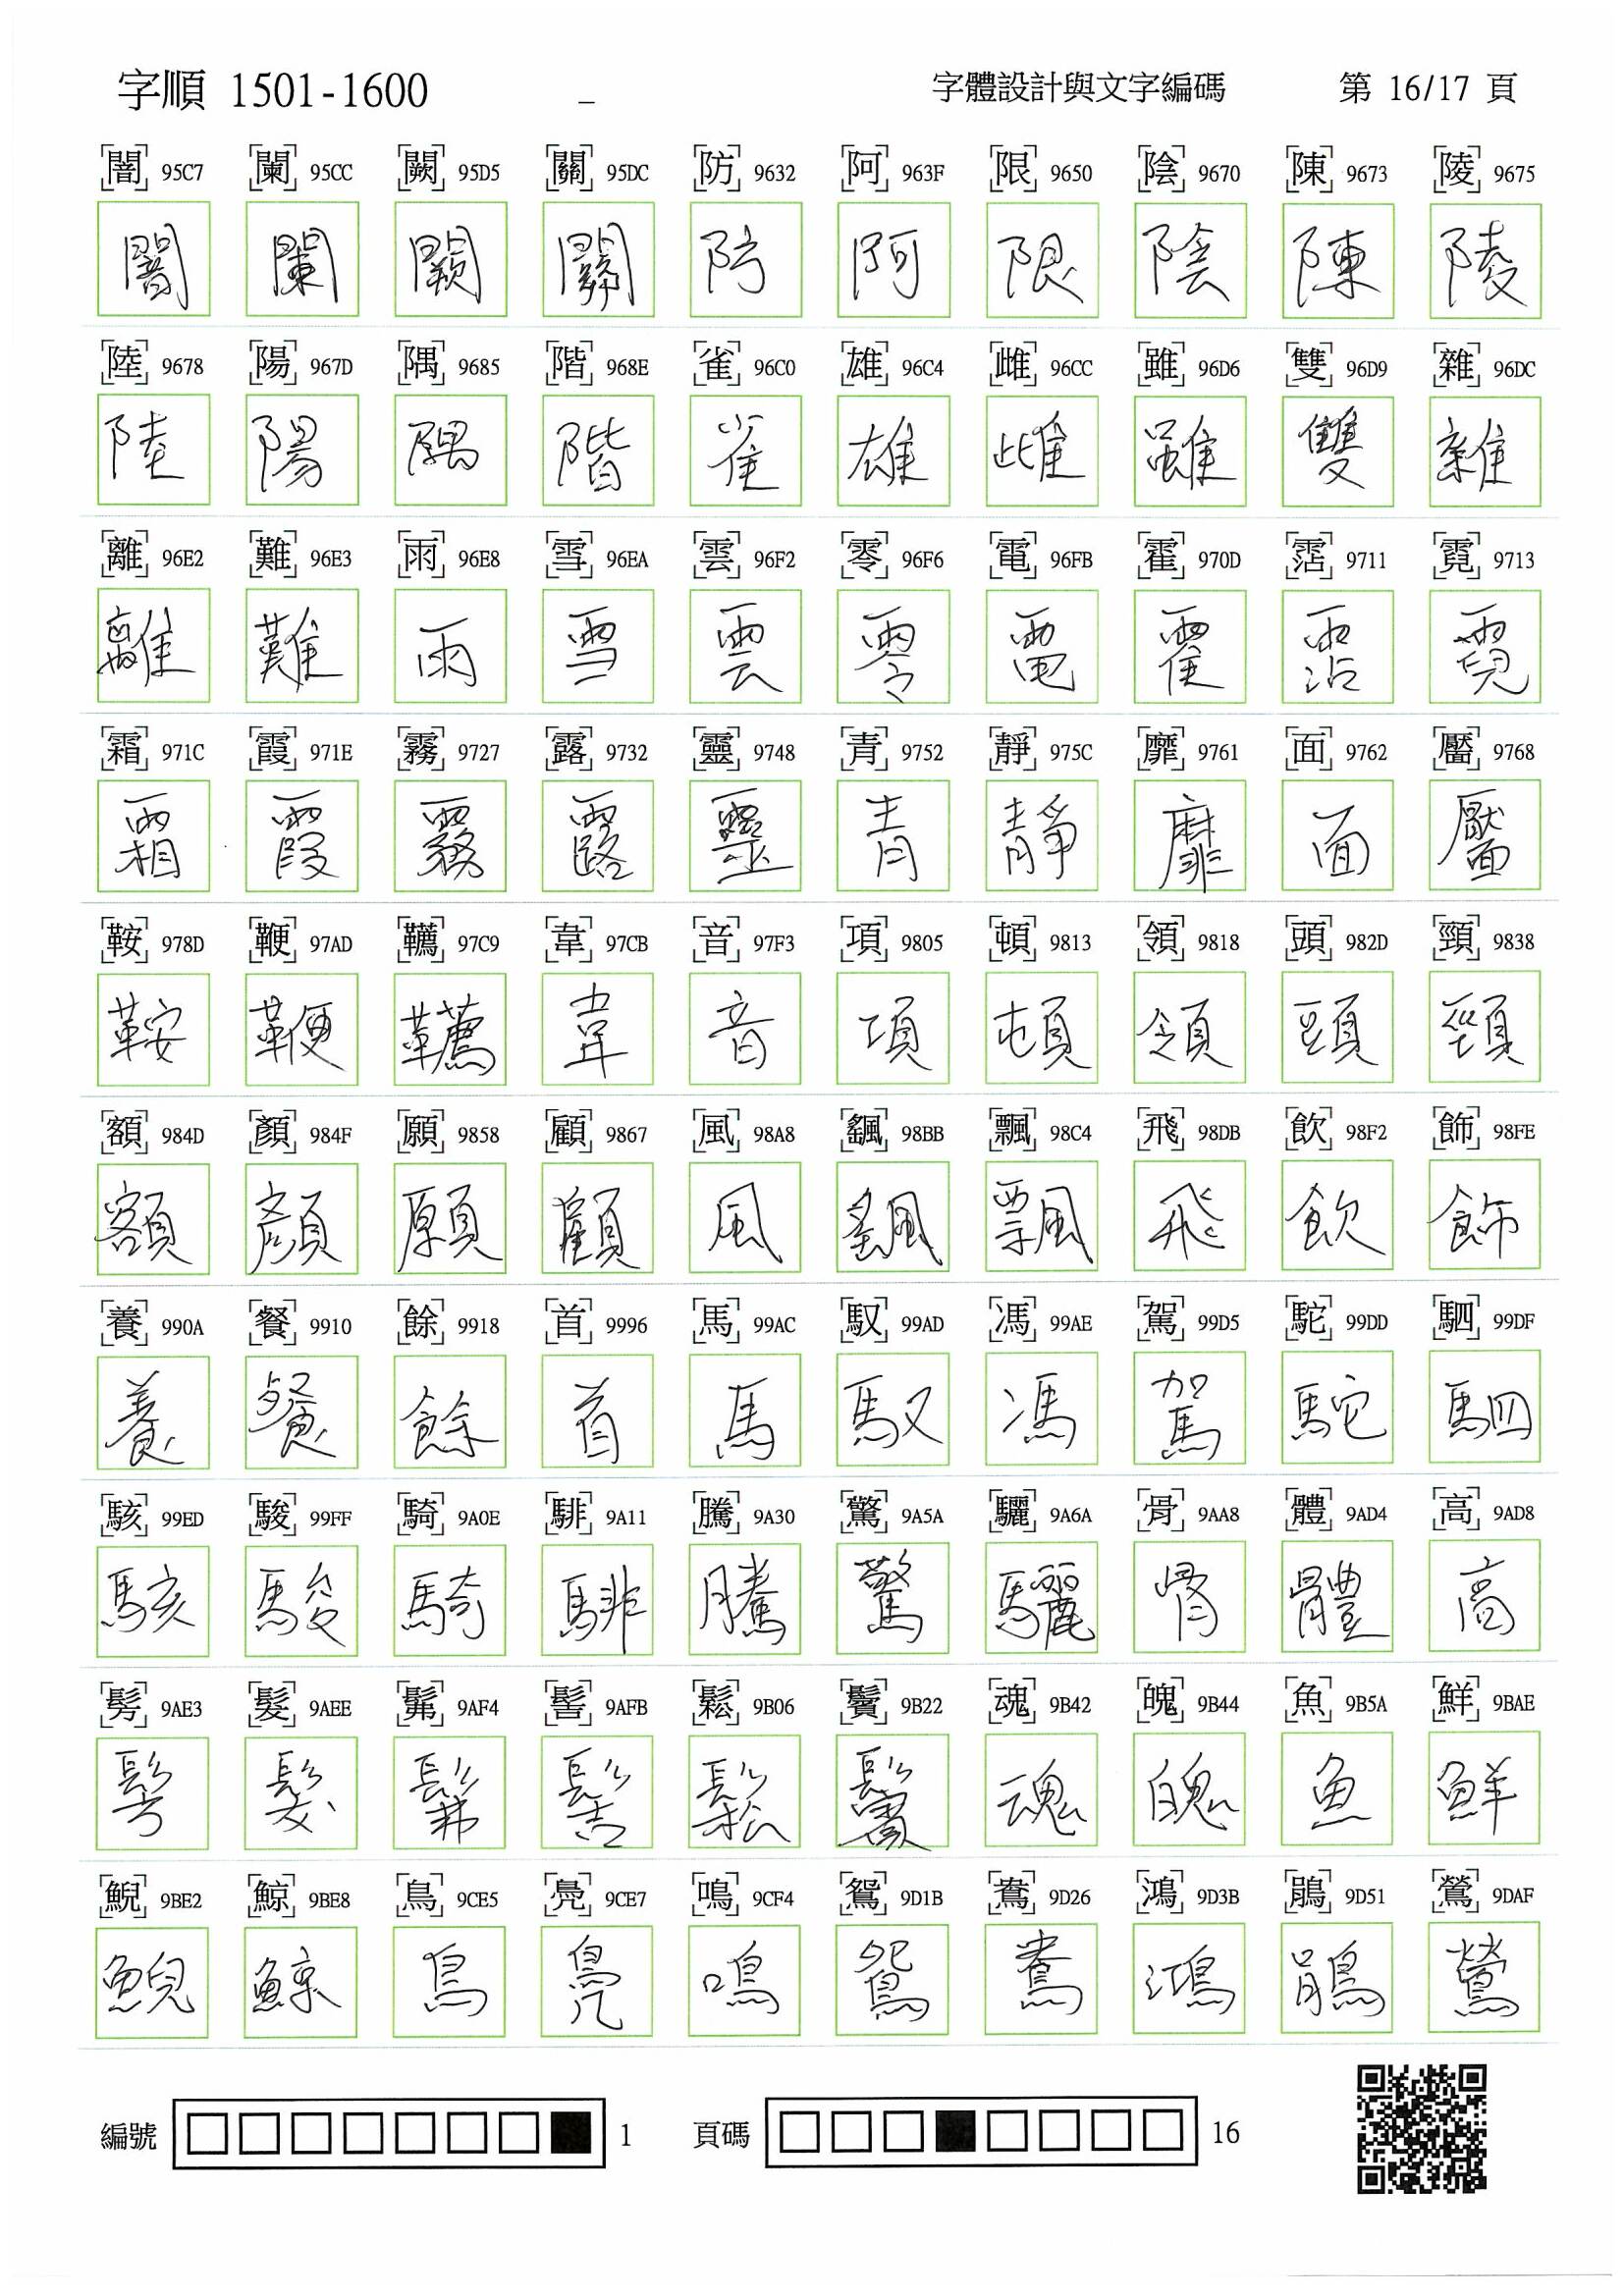 字順 1501-1600 _ 字體設計與文字編碼 第 16/17 頁
闇 95C7 闌 95CC 闕 95D5 關 95DC 防 9632 阿 963F 限 9650 陰 9670 陳 9673 陵 9675
闇 闌 闕 關 防 阿 限 陰 陳 陵
陸 9678 陽 967D 隅 9685 階 968E 雀 96C0 雄 96C4 雌 96CC 雖 96D6 雙 96D9 雜 96DC
陸 陽 隅 階 雀 雄 雌 雖 雙 雜
離 96E2 難 96E3 雨 96E8 雪 96EA 雲 96F2 零 96F6 電 96FB 霍 970D 霑 9711 霓 9713
離 難 雨 雪 雲 零 電 霍 霑 霓
霜 971C 霞 971E 霧 9727 露 9732 靈 9748 青 9752 靜 975C 靡 9761 面 9762 靨 9768
霜 霞 霧 露 靈 青 靜 靡 面 靨
鞍 978D 鞭 97AD 韉 97C9 韋 97CB 音 97F3 項 9805 頓 9813 領 9818 頭 982D 頸 9838
鞍 鞭 韉 韋 音 項 頓 領 頭 頸
額 984D 顏 984F 願 9858 顧 9867 風 98A8 颻 98BB 飄 98C4 飛 98DB 飲 98F2 飾 98FE
額 顏 願 顧 風 颻 飄 飛 飲 飾
養 990A 餐 9910 餘 9918 首 9996 馬 99AC 馭 99AD 馮 99AE 駕 99D5 駝 99DD 駟 99DF
養 餐 餘 首 馬 馭 馮 駕 駝 駟
駭 99ED 駿 99FF 騎 9A0E 騑 9A11 騰 9A30 驚 9A5A 驪 9A6A 骨 9AA8 體 9AD4 高 9AD8
駭 駿 騎 騑 騰 驚 驪 骨 體 高
髣 9AE3 髮 9AEE 髴 9AF4 髻 9AFB 鬆 9B06 鬢 9B22 魂 9B42 魄 9B44 魚 9B5A 鮮 9BAE
髣 髮 髴 髻 鬆 鬢 魂 魄 魚 鮮
鯢 9BE2 鯨 9BE8 鳥 9CE5 鳧 9CE7 鳴 9CF4 鴛 9D1B 鴦 9D26 鴻 9D3B 鵑 9D51 鶯 9DAF
鯢 鯨 鳥 鳧 鳴 鴛 鴦 鴻 鵑 鶯
編號 1 頁碼 16